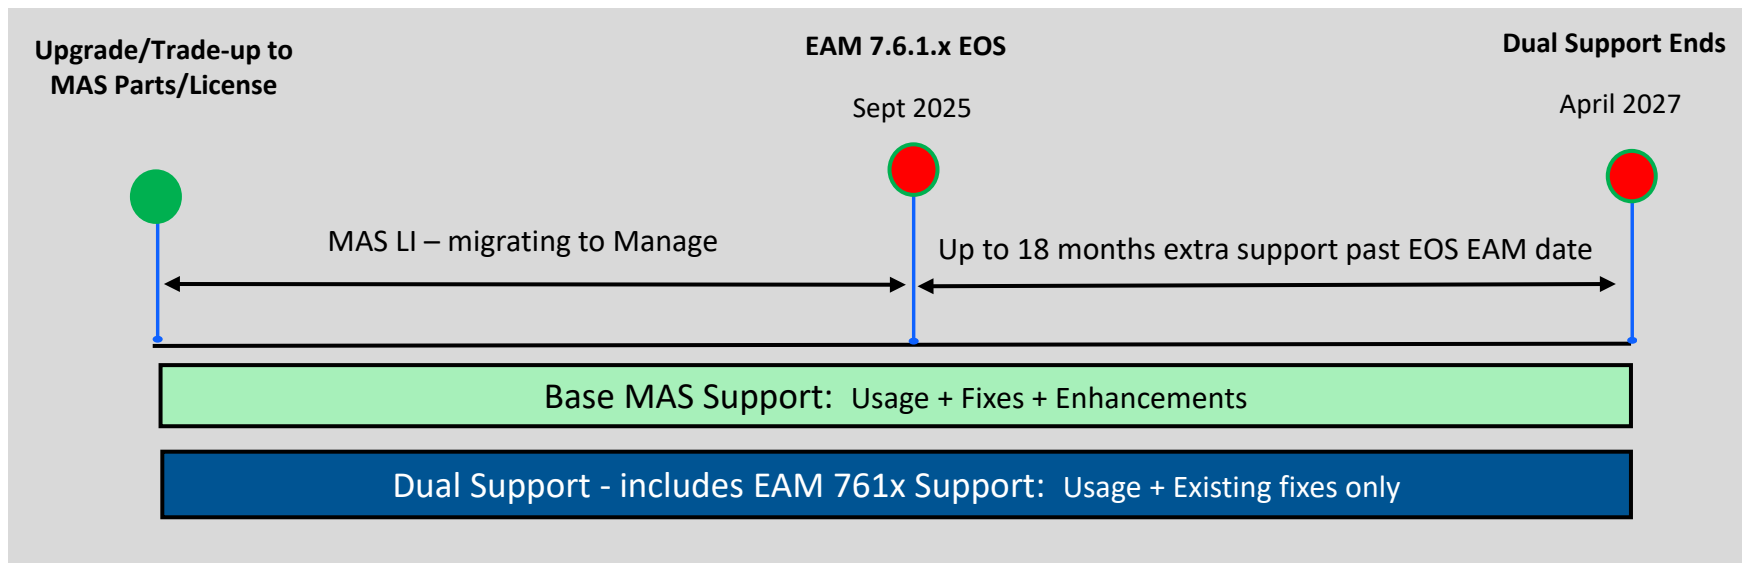 Upgrade/Trade-up to
MAS Parts/License
EAM 7.6.1.x EOS
Sept 2025
Dual Support Ends
April 2027
MAS LI – migrating to Manage
Up to 18 months extra support past EOS EAM date
Base MAS Support: Usage + Fixes + Enhancements
Dual Support - includes EAM 761x Support: Usage + Existing fixes only